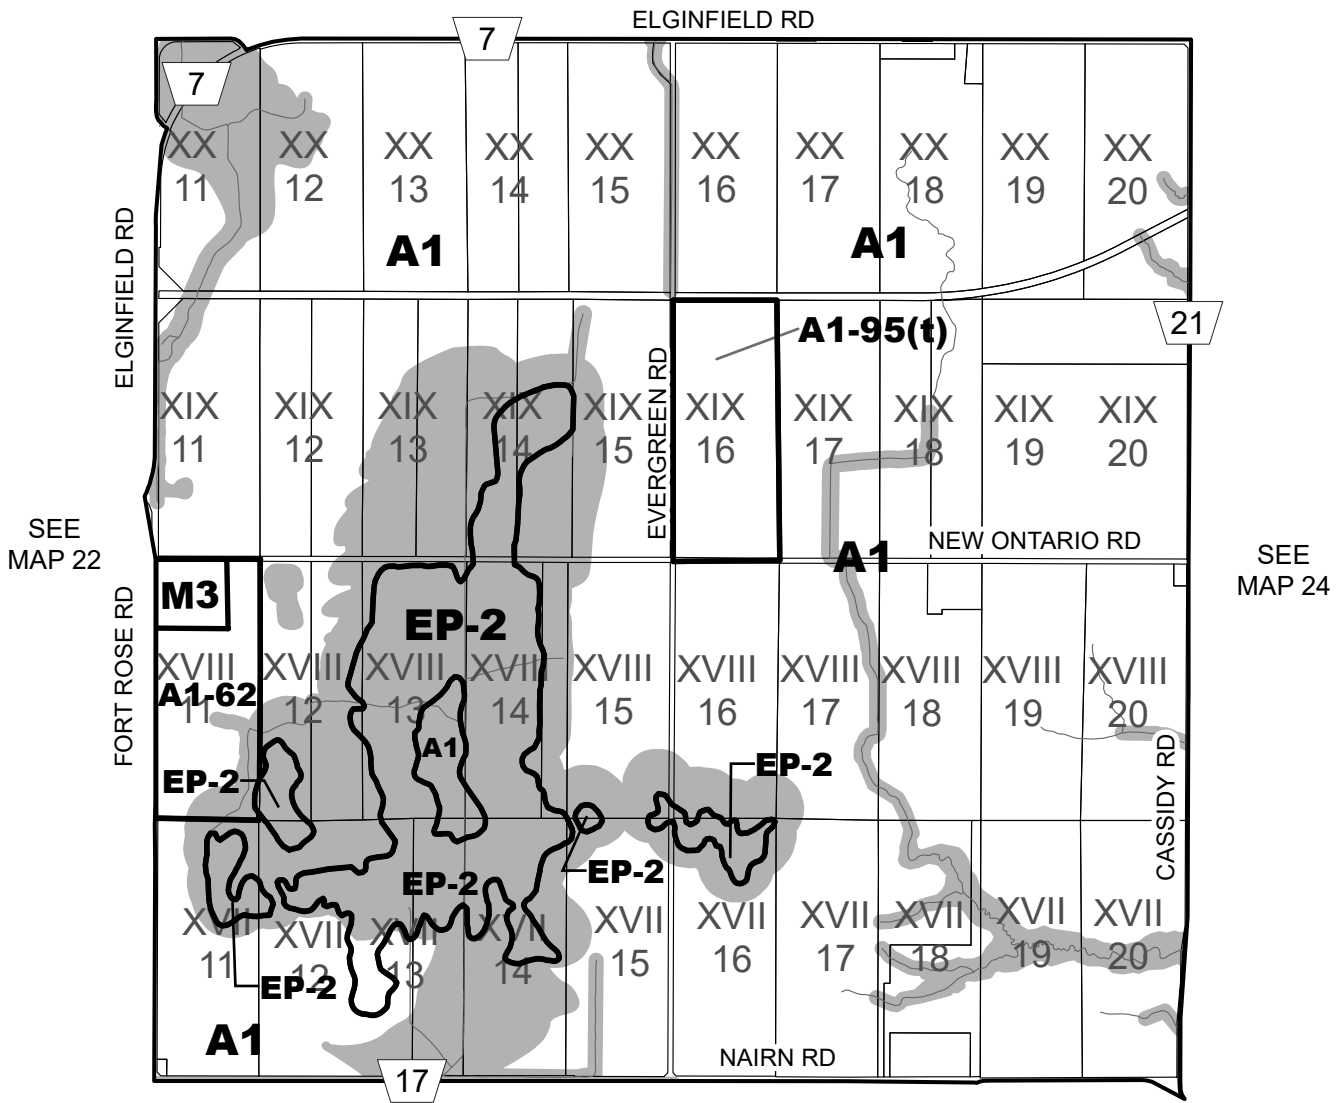 ELGINFIELD RD
7
7
XX
11
XX
12
XX
13
XX
14
XX
15
XX
16
XX
17
XX
18
XX
19
XX
20
A1
A1
ELGINFIELD RD
21
A1-95(t)
EVERGREEN RD
XIX
11
XIX
12
XIX
13
XIX
14
XIX
15
XIX
16
XIX
17
XIX
18
XIX
19
XIX
20
SEE
MAP 22
A1
NEW ONTARIO RD
SEE
MAP 24
M3
FORT ROSE RD
EP-2
XVIII
11
XVIII
12
XVIII
13
XVIII
14
XVIII
15
XVIII
16
XVIII
17
XVIII
18
XVIII
19
XVIII
20
A1-62
A1
EP-2
EP-2
CASSIDY RD
EP-2
EP-2
XVII
11
XVII
12
XVII
13
XVII
14
XVII
15
XVII
16
XVII
17
XVII
18
XVII
19
XVII
20
EP-2
A1
NAIRN RD
17